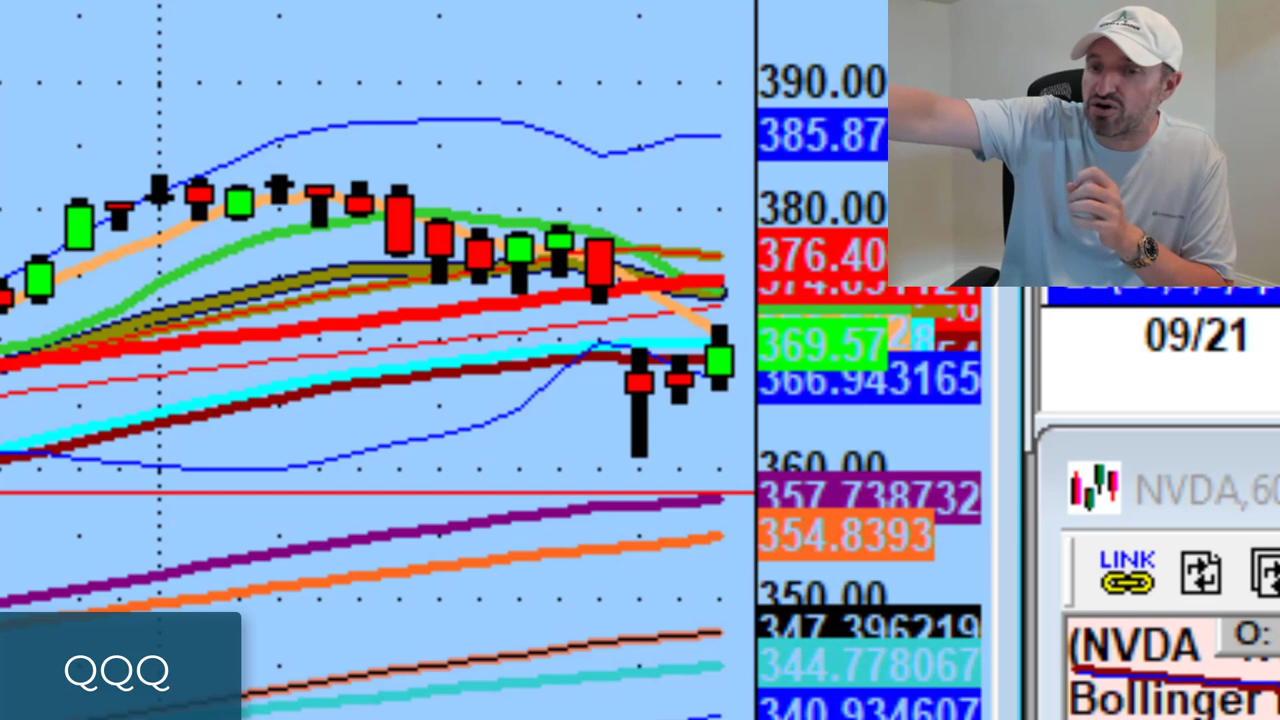 390.00
385.87
380.00
376.40
369.57
366.943165
360.00
357.738732
354.8393
350.00
347.396219
344.778067
340.934607
09/21
NVDA,60
LINK
(NVDA
O:
Bollinger
QQQ